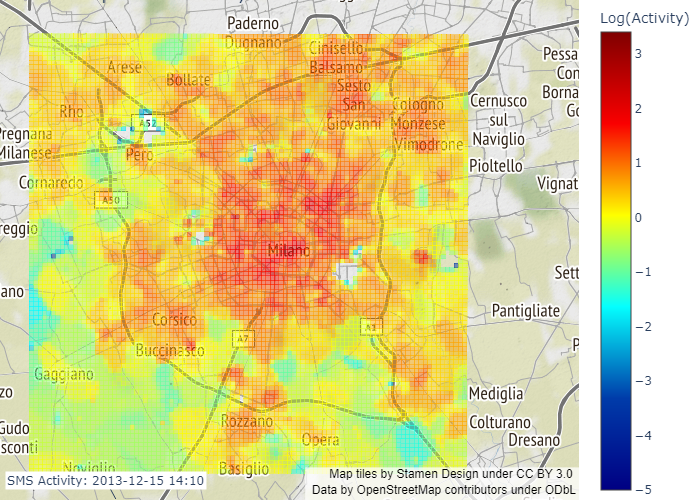 Paderno
Dugnano
Cinisello
Balsamo
Sesto
San
Giovanni
Arese
Bollate
Rho
A52
Pero
Pregnana
Milanese
Cornaredo
A50
reggio
ano
Cologno
Monzese
Vimodrone
Cernusco
sul
Naviglio
Pioltello
Pessa
Con
Borna
Go
Vignat
Milano
Sett
Pantigliate
P
Corsico
A7
A1
Buccinasco
Gaggiano
zo
Gudo
sconti
Rozzano
Opera
Basiglio
Noviglio
Mediglia
Colturano
Dresano
SMS Activity: 2013-12-15 14:10
Map tiles by Stamen Design under CC BY 3.0
Data by OpenStreetMap contributors under ODbL
Log(Activity)
3
2
1
0
−1
−2
−3
−4
−5